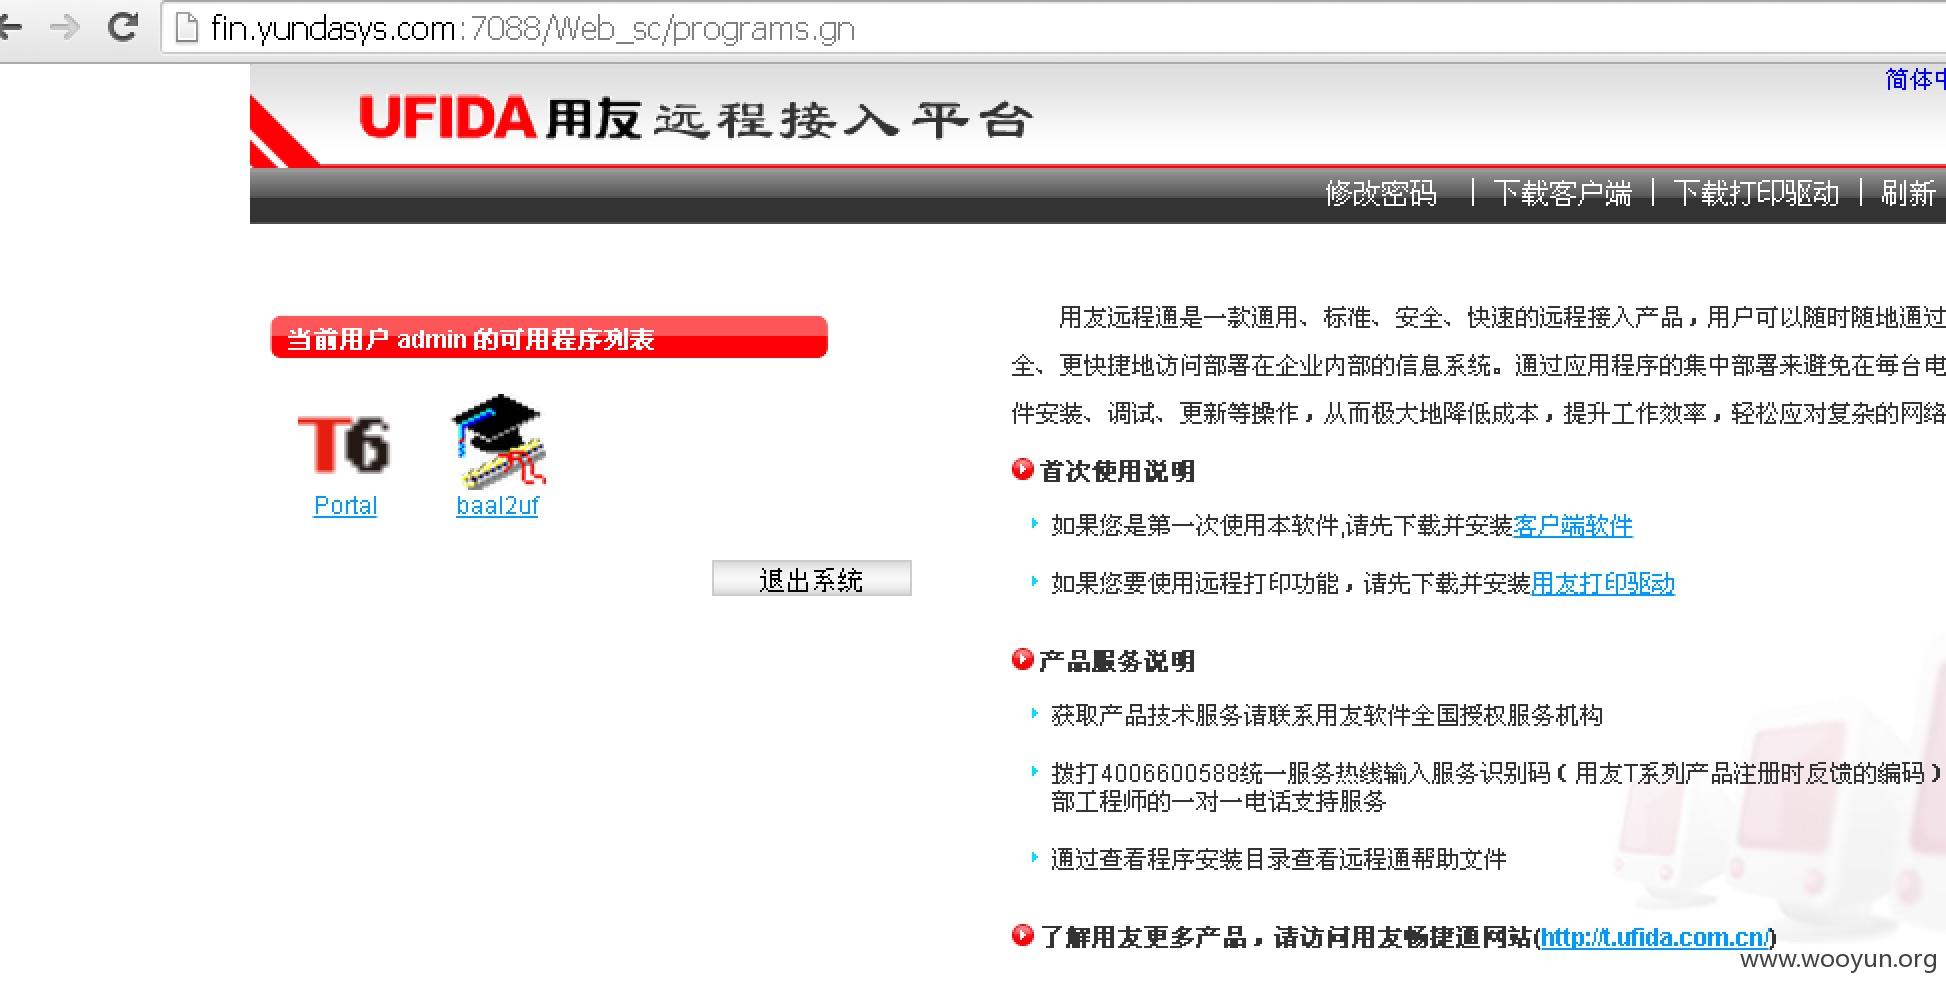 fin.yundasys.com:7088/Web_sc/programs.gn
简体中
UFIDA用友 远程接入平台
修改密码 | 下载客户端 | 下载打印驱动 | 刷新
当前用户 admin 的可用程序列表
T6
Portal
baal2uf
退出系统
用友远程通是一款通用、标准、安全、快速的远程接入产品，用户可以随时随地通过
全、更快捷地访问部署在企业内部的信息系统。通过应用程序的集中部署来避免在每台电
件安装、调试、更新等操作，从而极大地降低成本，提升工作效率，轻松应对复杂的网络
首次使用说明
如果您是第一次使用本软件,请先下载并安装客户端软件
如果您要使用远程打印功能，请先下载并安装用友打印驱动
产品服务说明
获取产品技术服务请联系用友软件全国授权服务机构
拨打4006600588统一服务热线输入服务识别码（用友T系列产品注册时反馈的编码）
部工程师的一对一电话支持服务
通过查看程序安装目录查看远程通帮助文件
了解用友更多产品，请访问用友畅捷通网站(http://t.ufida.com.cn/)
www.wooyun.org